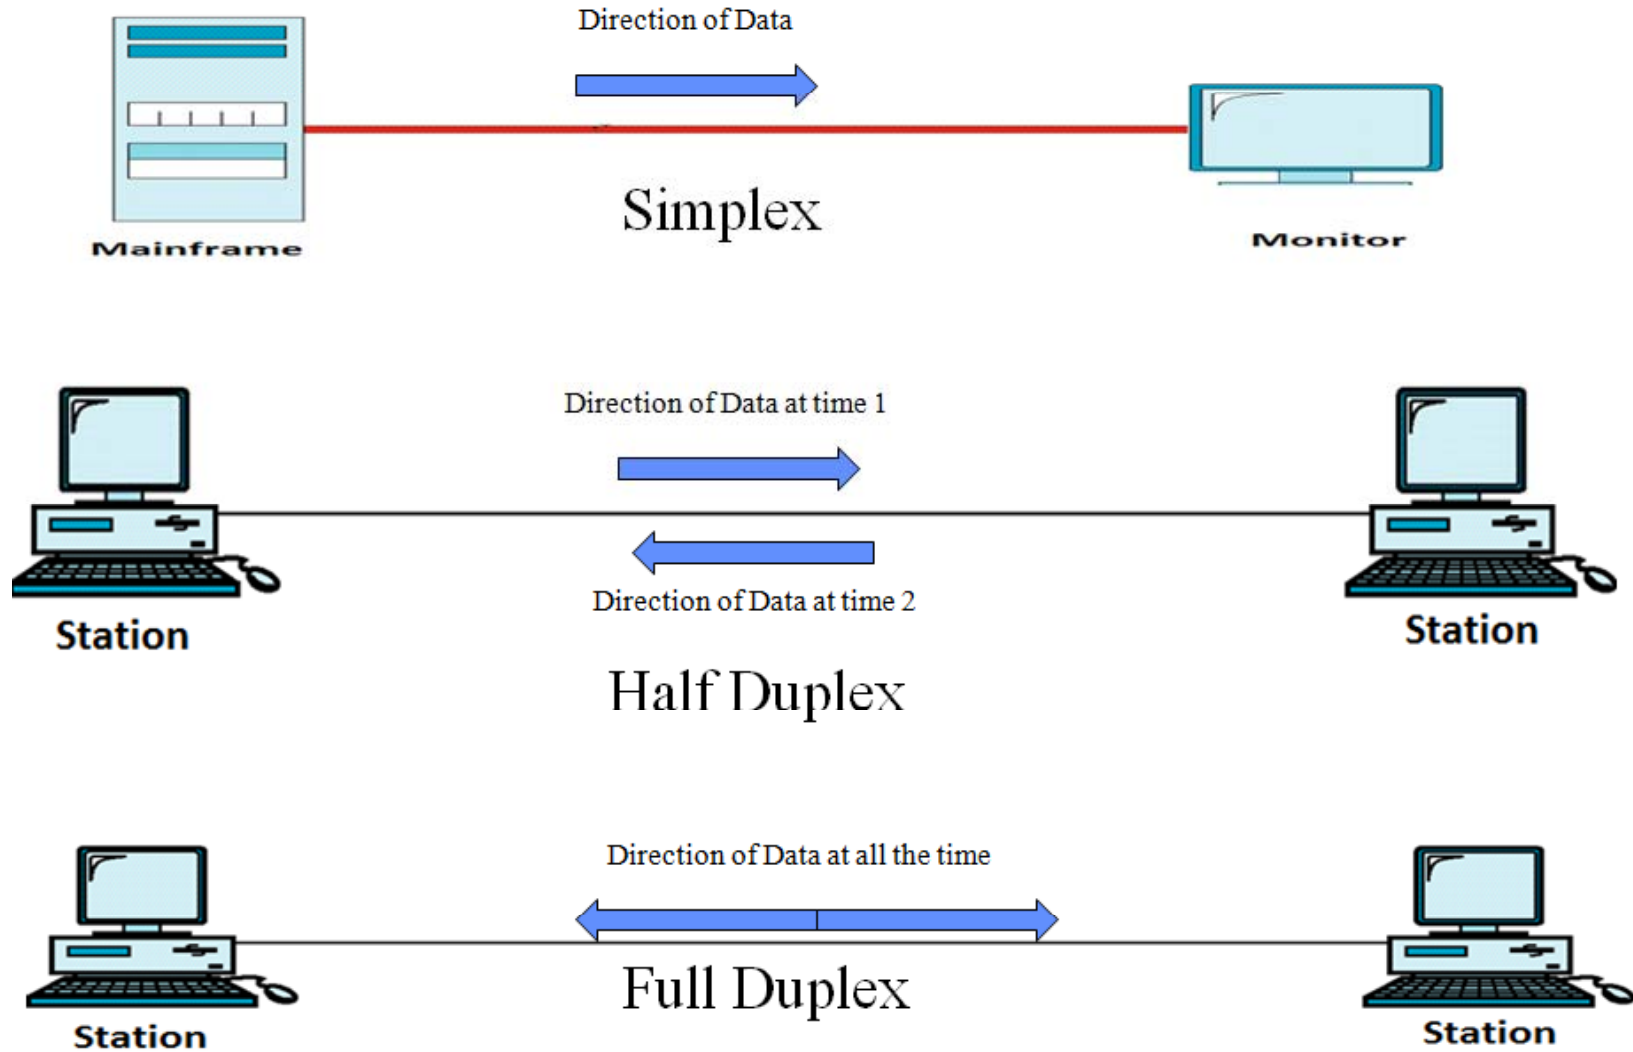 Direction of Data
Simplex
Mainframe
Monitor
Direction of Data at time 1
Direction of Data at time 2
Station
Station
Half Duplex
Direction of Data at all the time
Full Duplex
Station
Station